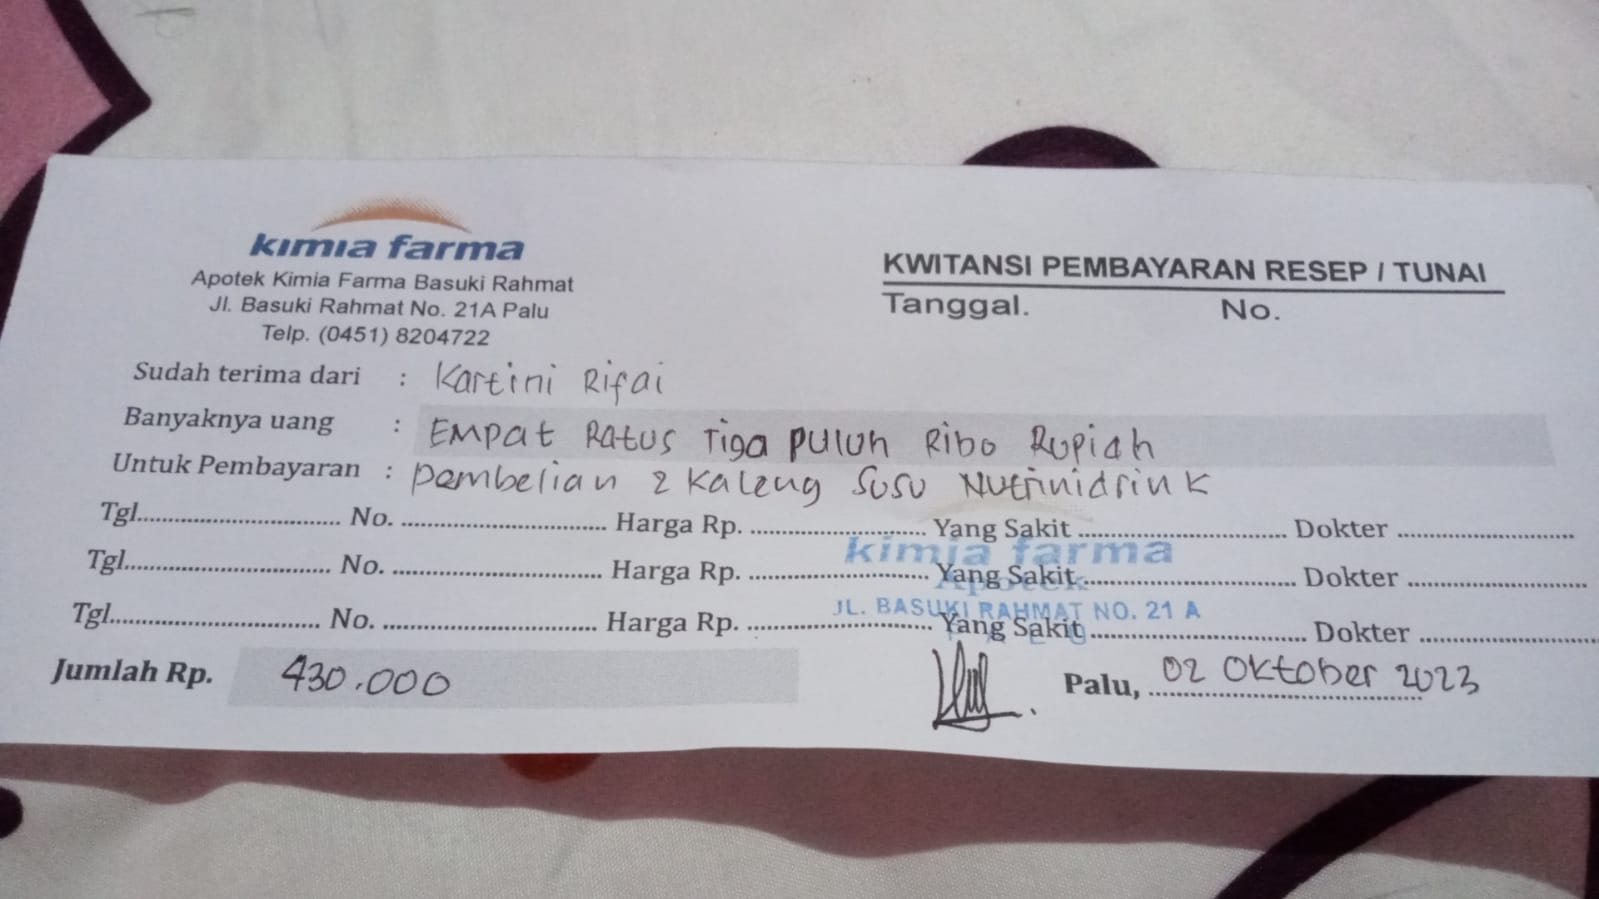 kimia farma
Apotek Kimia Farma Basuki Rahmat
Jl. Basuki Rahmat No. 21A Palu
Telp. (0451) 8204722
KWITANSI PEMBAYARAN RESEP / TUNAI
Tanggal. No.
Sudah terima dari : Kartini Rifai
Banyaknya uang : EMPat Ratus Tiga Puluh Ribo Rupiah
Untuk Pembayaran : Pembelian 2 Kaleng Susu Nutrinidrink
Tgl. No. Harga Rp. Yang Sakit Dokter
kimia farma
Tgl. No. Harga Rp. Yang Sakit Dokter
Apotek
JL. BASUKI RAHMAT NO. 21 A
Tgl. No. Harga Rp. Yang Sakit Dokter
Jumlah Rp. 430.000
Palu, 02 Oktober 2023